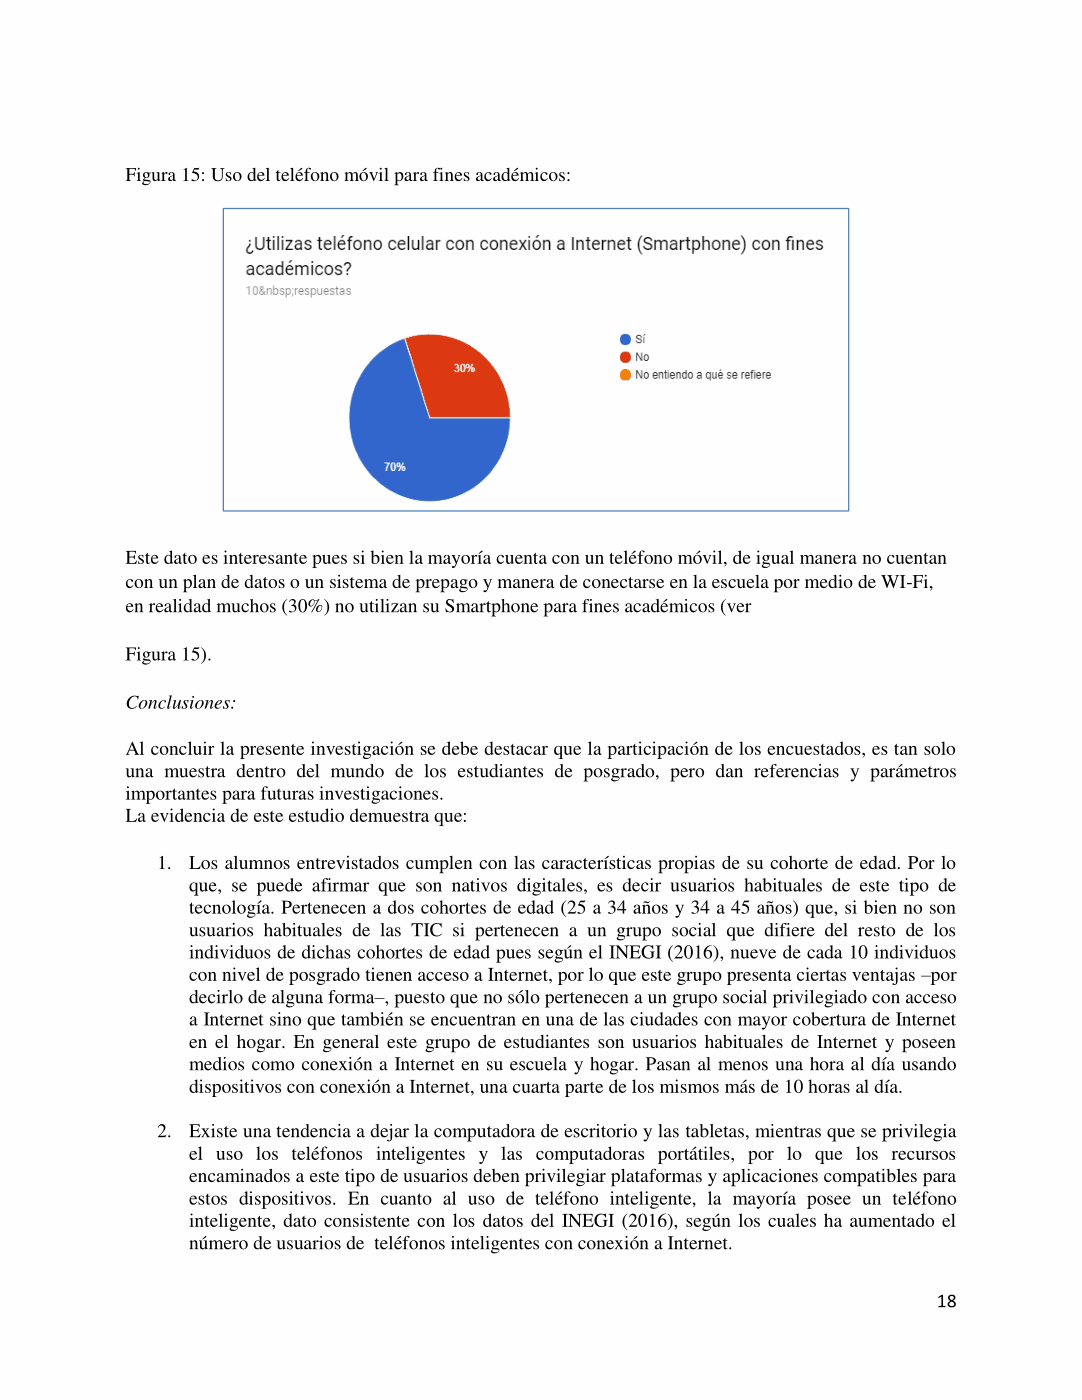 Figura 15: Uso del teléfono móvil para fines académicos:
¿Utilizas teléfono celular con conexión a Internet (Smartphone) con fines
académicos?
10&nbsp;respuestas
Sí
No
No entiendo a qué se refiere
30%
70%
Este dato es interesante pues si bien la mayoría cuenta con un teléfono móvil, de igual manera no cuentan
con un plan de datos o un sistema de prepago y manera de conectarse en la escuela por medio de WI-Fi,
en realidad muchos (30%) no utilizan su Smartphone para fines académicos (ver
Figura 15).
Conclusiones:
Al concluir la presente investigación se debe destacar que la participación de los encuestados, es tan solo
una muestra dentro del mundo de los estudiantes de posgrado, pero dan referencias y parámetros
importantes para futuras investigaciones.
La evidencia de este estudio demuestra que:
1. Los alumnos entrevistados cumplen con las características propias de su cohorte de edad. Por lo
que, se puede afirmar que son nativos digitales, es decir usuarios habituales de este tipo de
tecnología. Pertenecen a dos cohortes de edad (25 a 34 años y 34 a 45 años) que, si bien no son
usuarios habituales de las TIC si pertenecen a un grupo social que difiere del resto de los
individuos de dichas cohortes de edad pues según el INEGI (2016), nueve de cada 10 individuos
con nivel de posgrado tienen acceso a Internet, por lo que este grupo presenta ciertas ventajas –por
decirlo de alguna forma–, puesto que no sólo pertenecen a un grupo social privilegiado con acceso
a Internet sino que también se encuentran en una de las ciudades con mayor cobertura de Internet
en el hogar. En general este grupo de estudiantes son usuarios habituales de Internet y poseen
medios como conexión a Internet en su escuela y hogar. Pasan al menos una hora al día usando
dispositivos con conexión a Internet, una cuarta parte de los mismos más de 10 horas al día.
2. Existe una tendencia a dejar la computadora de escritorio y las tabletas, mientras que se privilegia
el uso los teléfonos inteligentes y las computadoras portátiles, por lo que los recursos
encaminados a este tipo de usuarios deben privilegiar plataformas y aplicaciones compatibles para
estos dispositivos. En cuanto al uso de teléfono inteligente, la mayoría posee un teléfono
inteligente, dato consistente con los datos del INEGI (2016), según los cuales ha aumentado el
número de usuarios de teléfonos inteligentes con conexión a Internet.
18